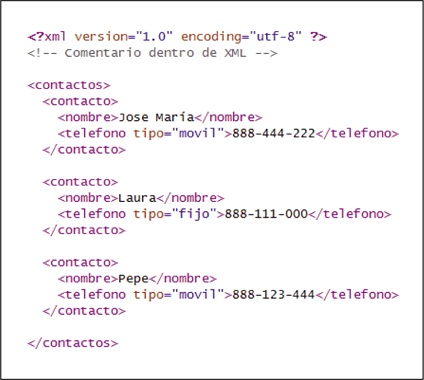 <?xml version="1.0" encoding="utf-8" ?>
<!-- Comentario dentro de XML -->
<contactos>
<contacto>
<nombre>Jose María</nombre>
<telefono tipo="movil">888-444-222</telefono>
</contacto>
<contacto>
<nombre>Laura</nombre>
<telefono tipo="fijo">888-111-000</telefono>
</contacto>
<contacto>
<nombre>Pepe</nombre>
<telefono tipo="movil">888-123-444</telefono>
</contacto>
</contactos>